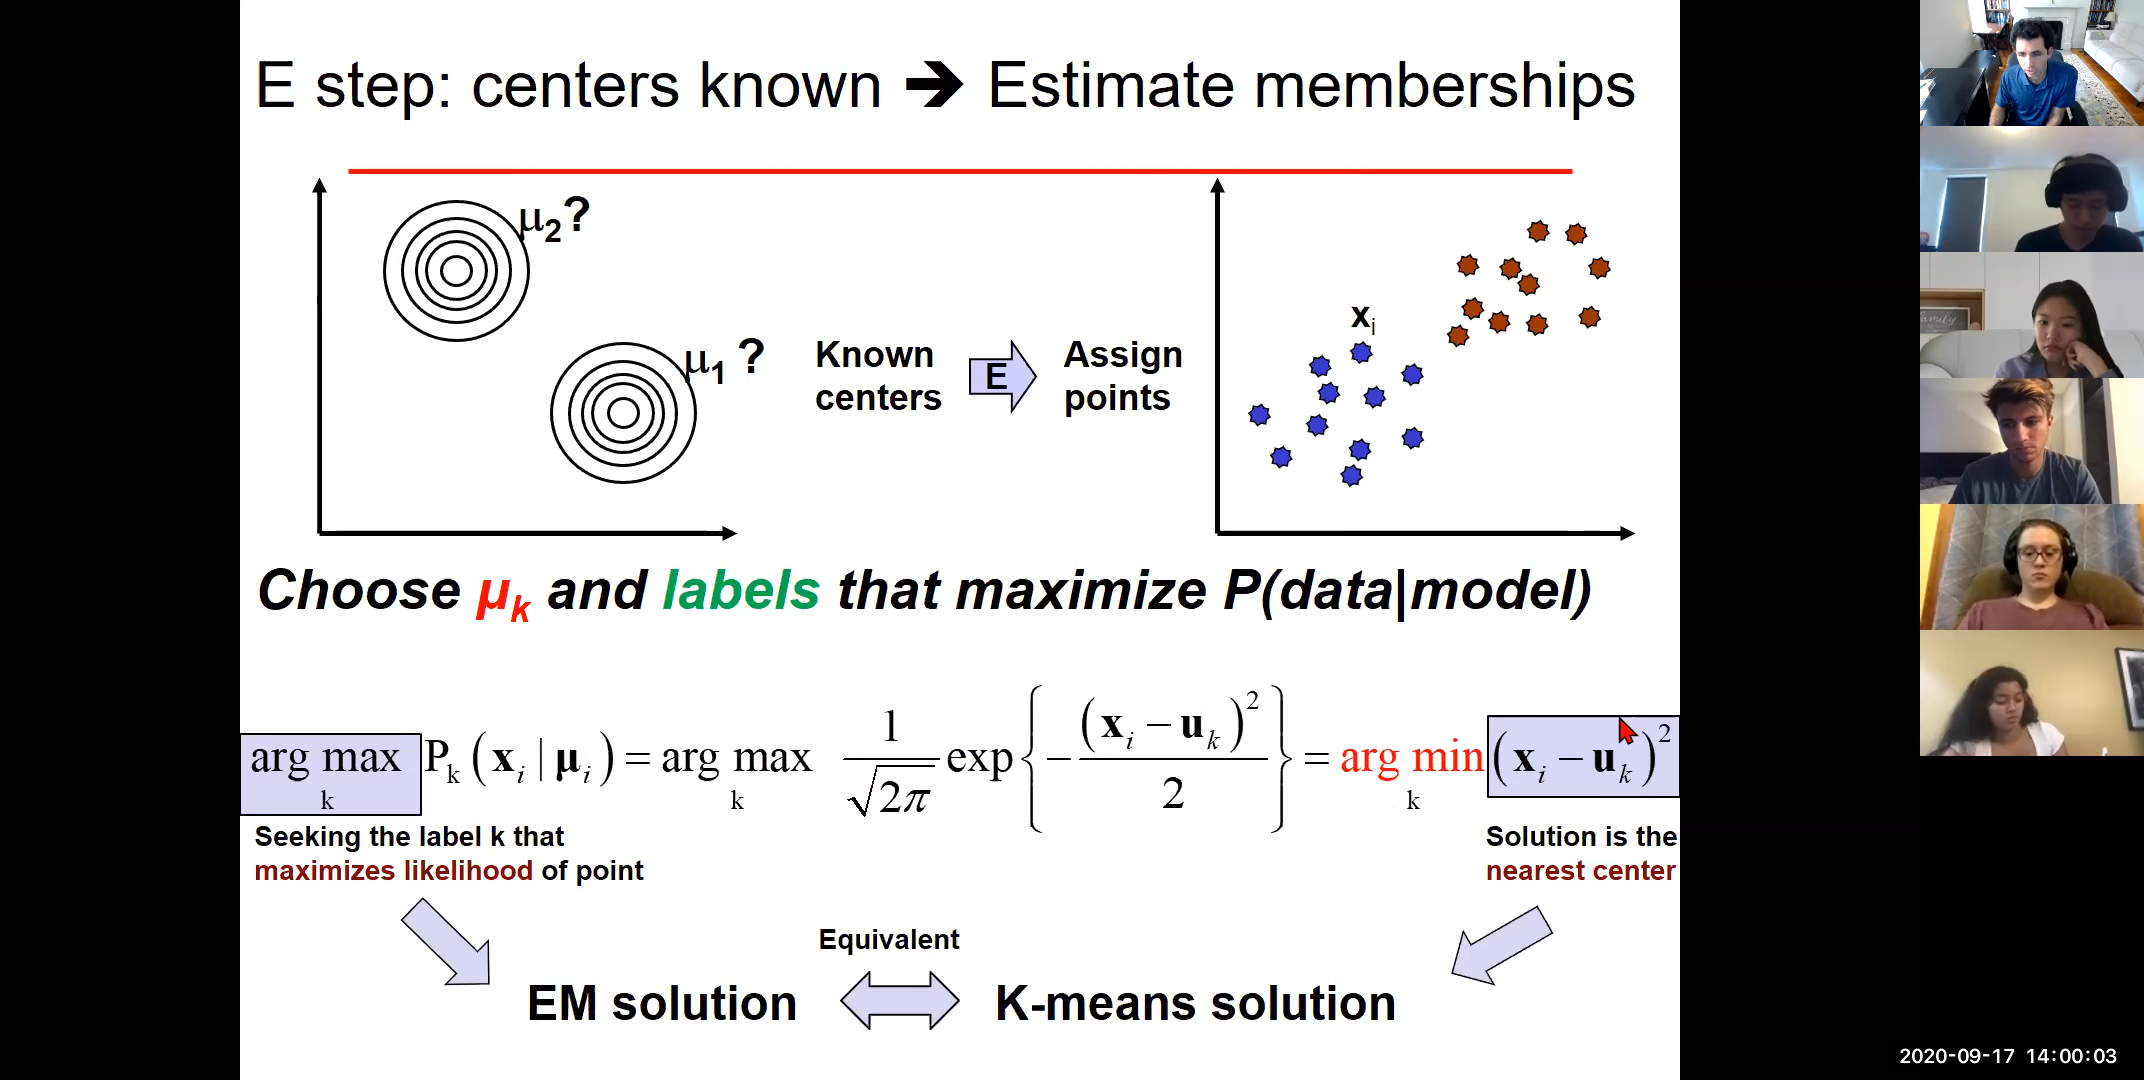 E step: centers known ➔ Estimate memberships
μ2?
μ1 ?
Known
centers
E
Assign
points
xi
Choose μk and labels that maximize P(data|model)
arg max k Pk (xi | μi) = arg max k 1/√2π exp{−(xi − uk)²/2} = arg min k (xi − uk)²
Seeking the label k that
maximizes likelihood of point
Solution is the
nearest center
Equivalent
EM solution
K-means solution
family
2020-09-17 14:00:03